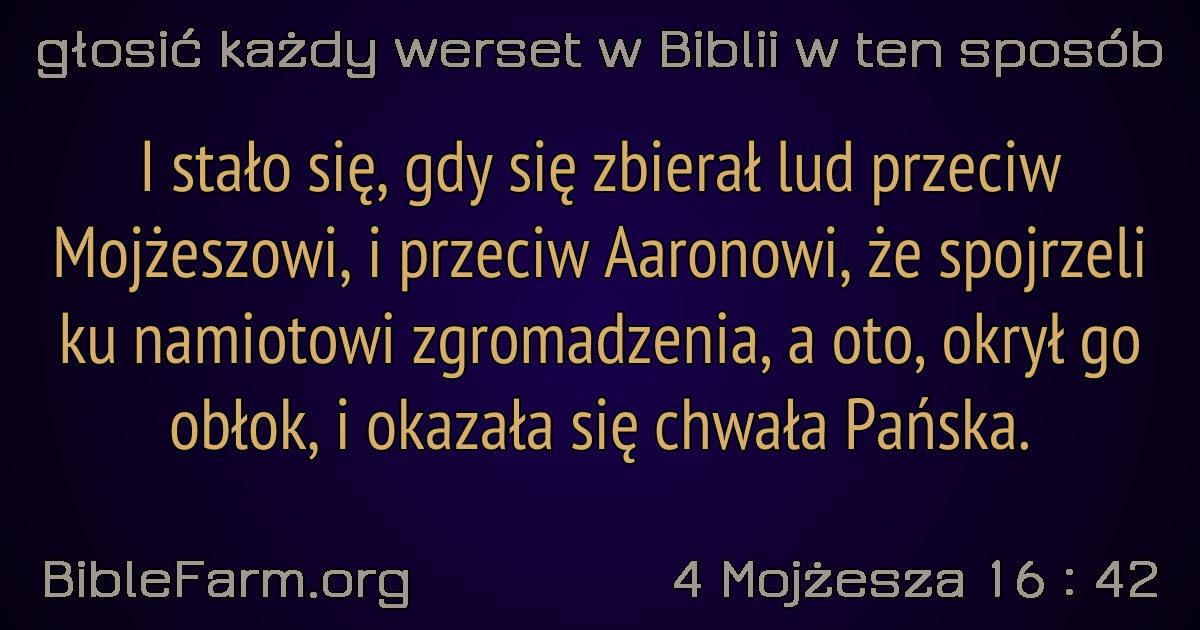 głosić każdy werset w Biblii w ten sposób
I stało się, gdy się zbierał lud przeciw
Mojżeszowi, i przeciw Aaronowi, że spojrzeli
ku namiotowi zgromadzenia, a oto, okrył go
obłok, i okazała się chwała Pańska.
BibleFarm.org
4 Mojżesza 16 : 42